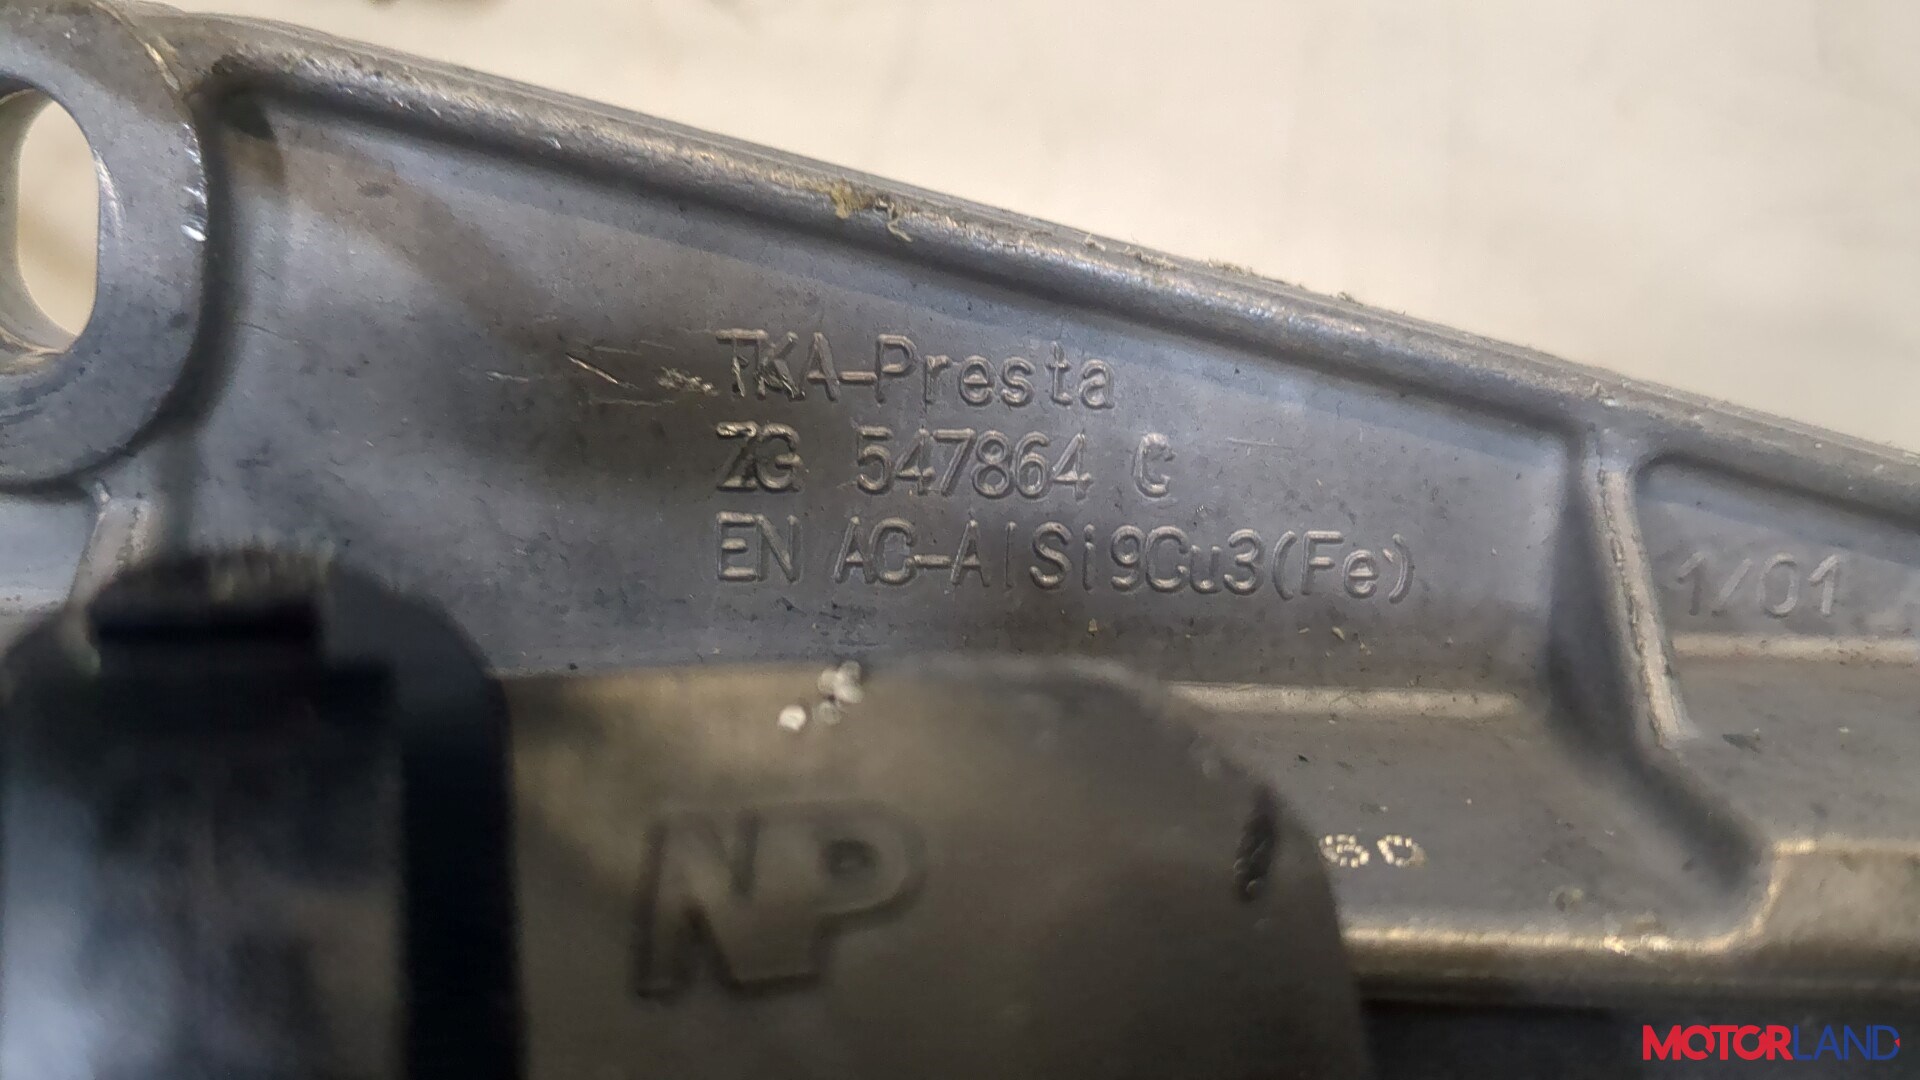 TKA-Presta
ZG 547864 C
EN AC-AlSi9Cu3(Fe)
1/01
NP
MOTORLAND